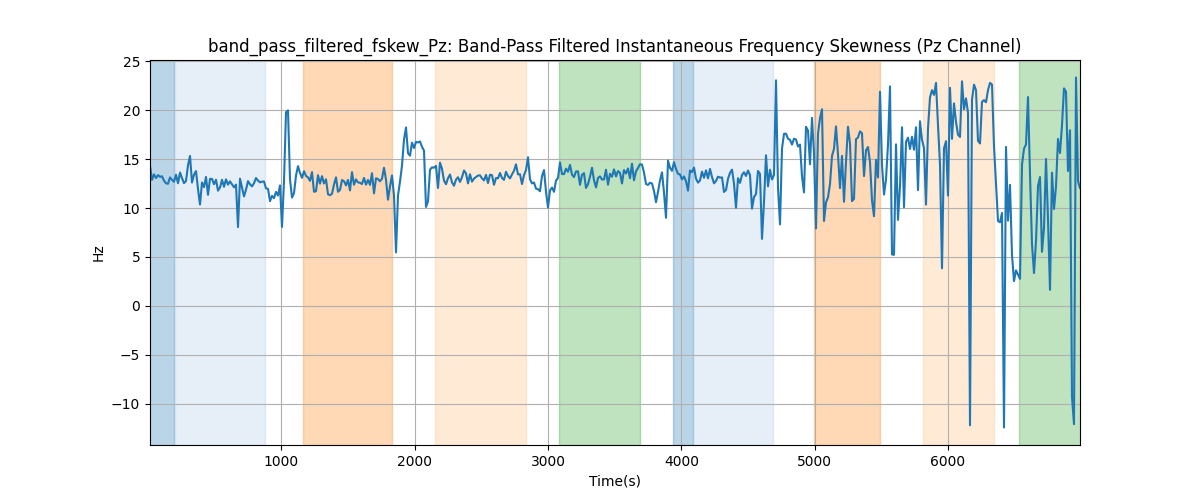 band_pass_filtered_fskew_Pz: Band-Pass Filtered Instantaneous Frequency Skewness (Pz Channel)
25
20
15
10
5
0
−5
−10
Hz
1000 2000 3000 4000 5000 6000
Time(s)